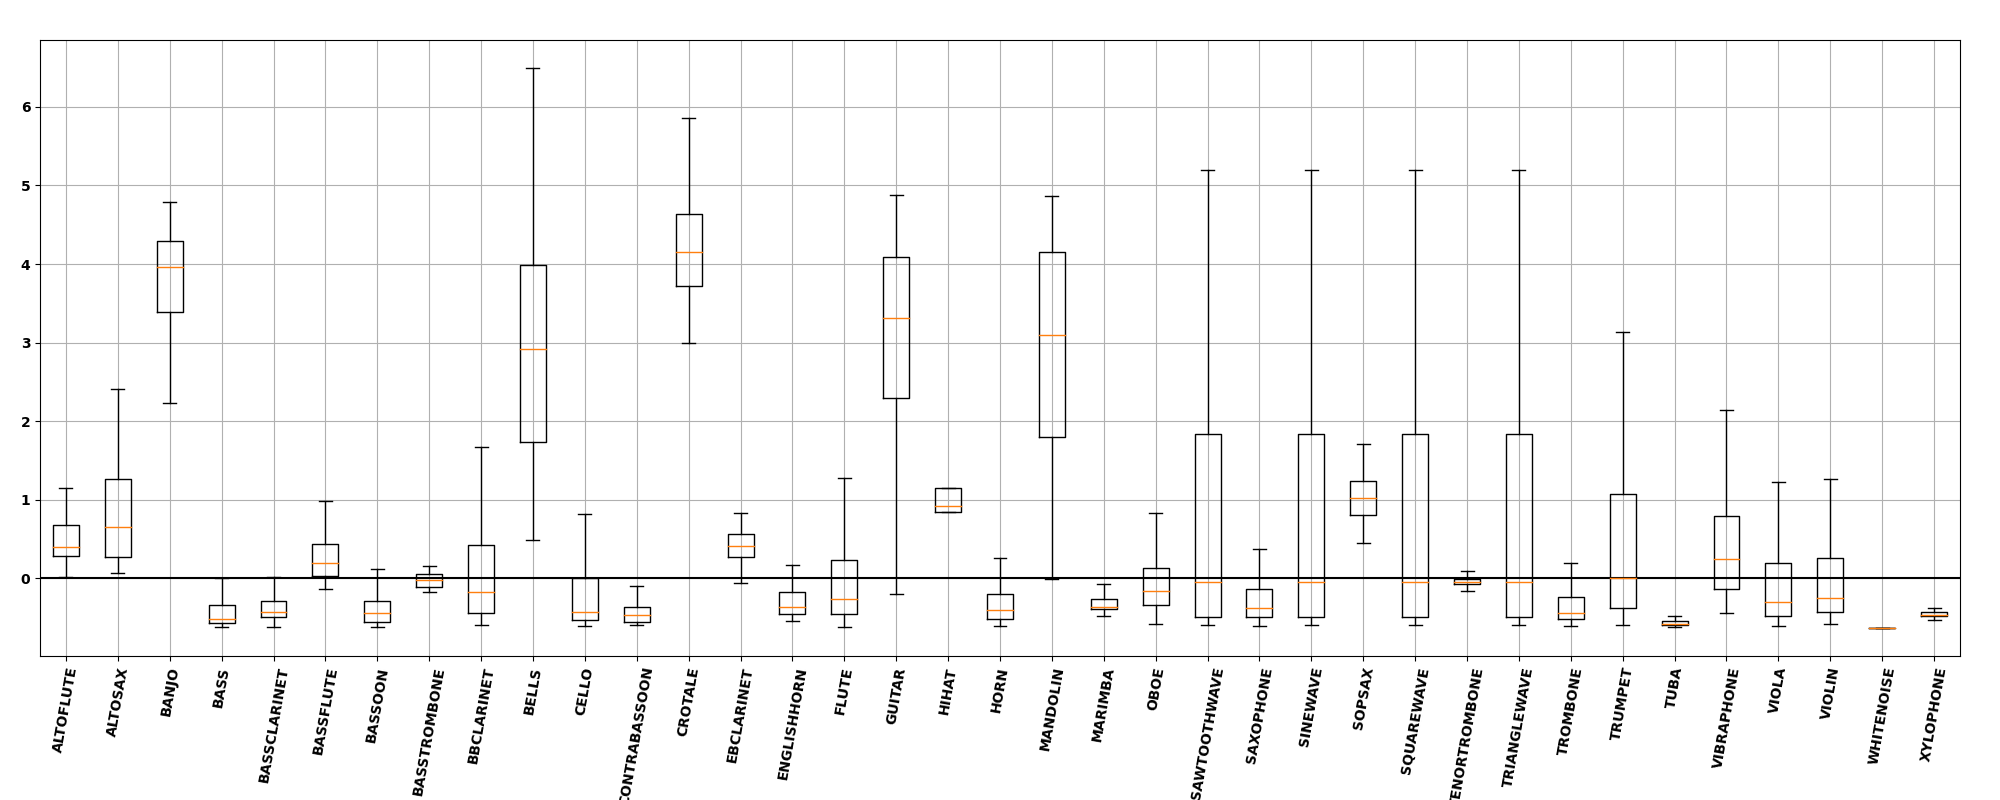 6
5
4
3
2
1
0
ALTOFLUTE
ALTOSAX
BANJO
BASS
BASSCLARINET
BASSFLUTE
BASSOON
BASSTROMBONE
BBCLARINET
BELLS
CELLO
CONTRABASSOON
CROTALE
EBCLARINET
ENGLISHHORN
FLUTE
GUITAR
HIHAT
HORN
MANDOLIN
MARIMBA
OBOE
SAWTOOTHWAVE
SAXOPHONE
SINEWAVE
SOPSAX
SQUAREWAVE
TENORTROMBONE
TRIANGLEWAVE
TROMBONE
TRUMPET
TUBA
VIBRAPHONE
VIOLA
VIOLIN
WHITENOISE
XYLOPHONE